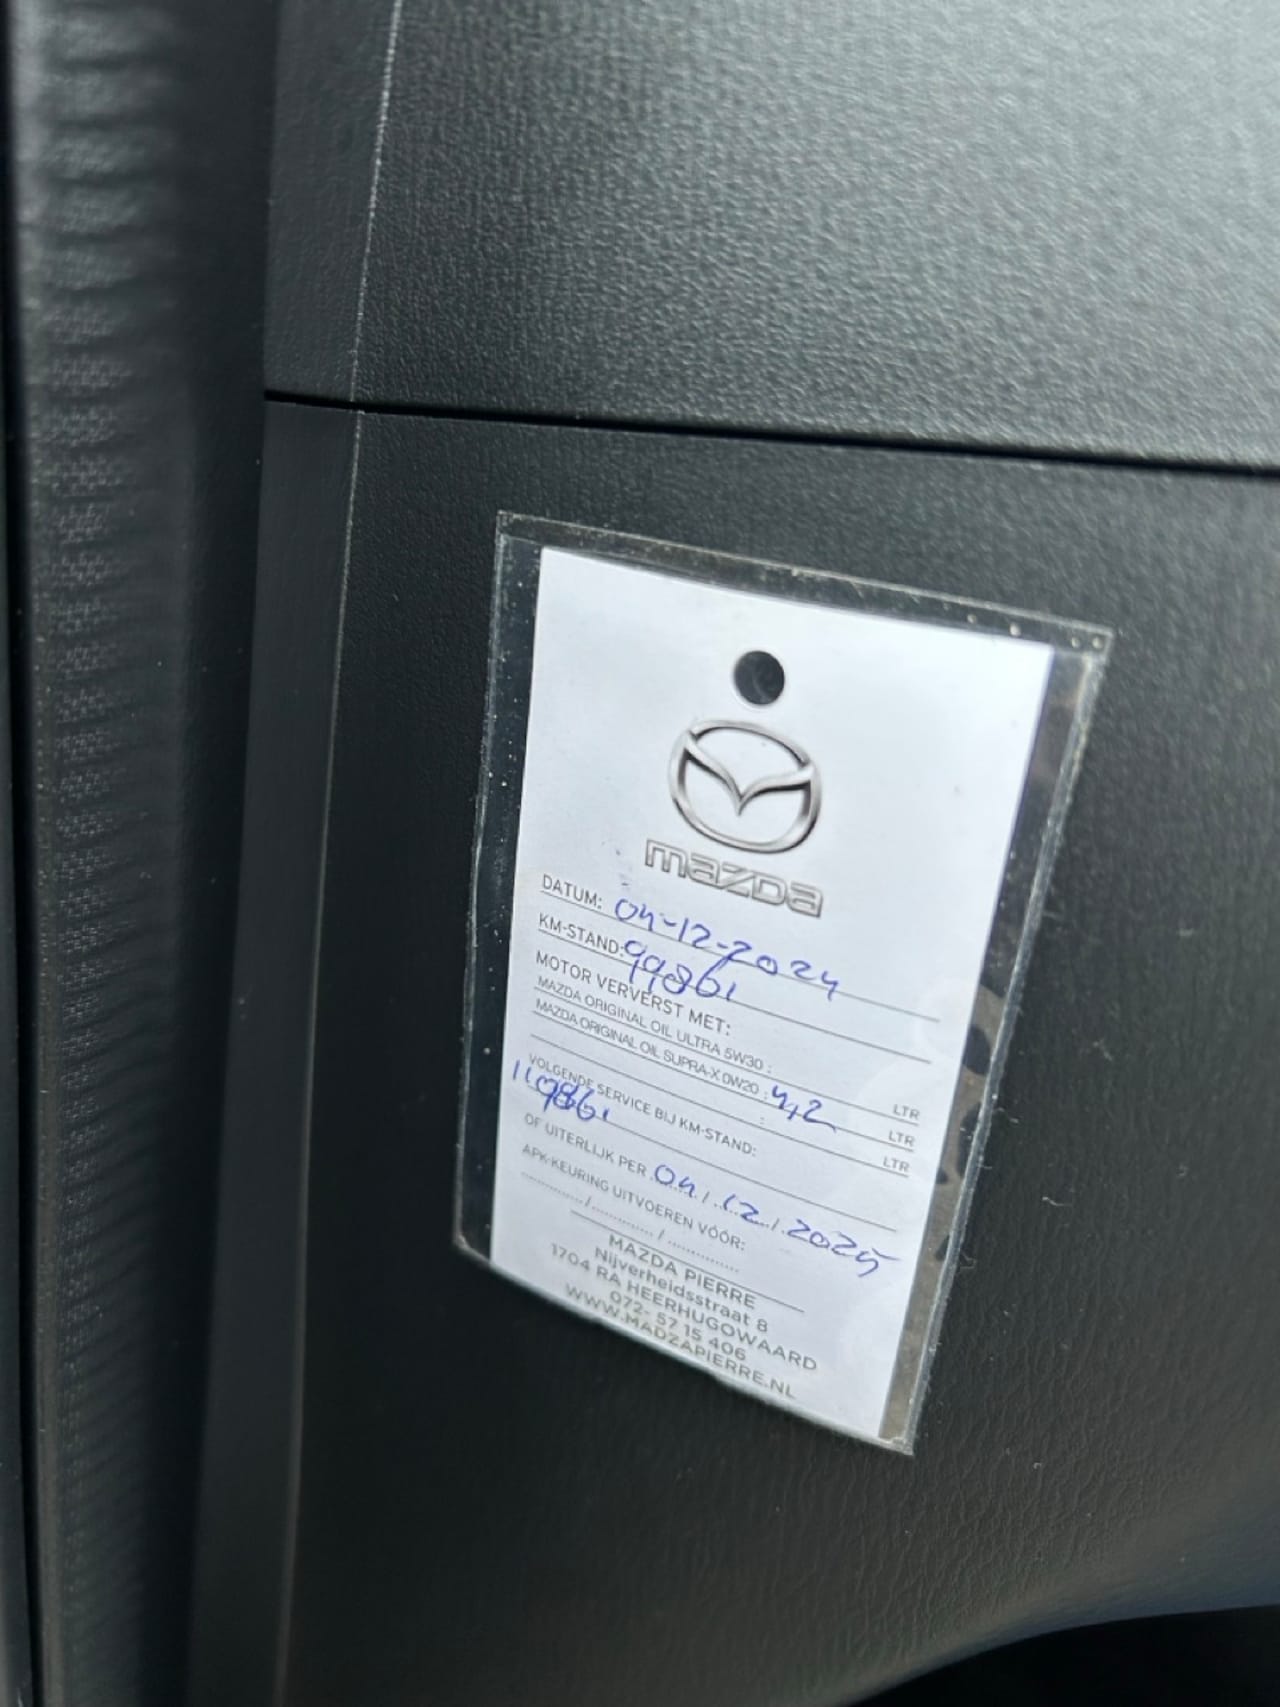 mazda
DATUM: 04-12-2024
KM-STAND: 99861
MOTOR VERVERST MET:
MAZDA ORIGINAL OIL ULTRA 5W30 : LTR
MAZDA ORIGINAL OIL SUPRA-X 0W20 : 4,2 LTR
: LTR
VOLGENDE SERVICE BIJ KM-STAND:
119861
OF UITERLIJK PER 04/12/2025
APK-KEURING UITVOEREN VÓÓR:
............/............/............
MAZDA PIERRE
Nijverheidsstraat 8
1704 RA HEERHUGOWAARD
072- 57 15 406
WWW.MADZAPIERRE.NL